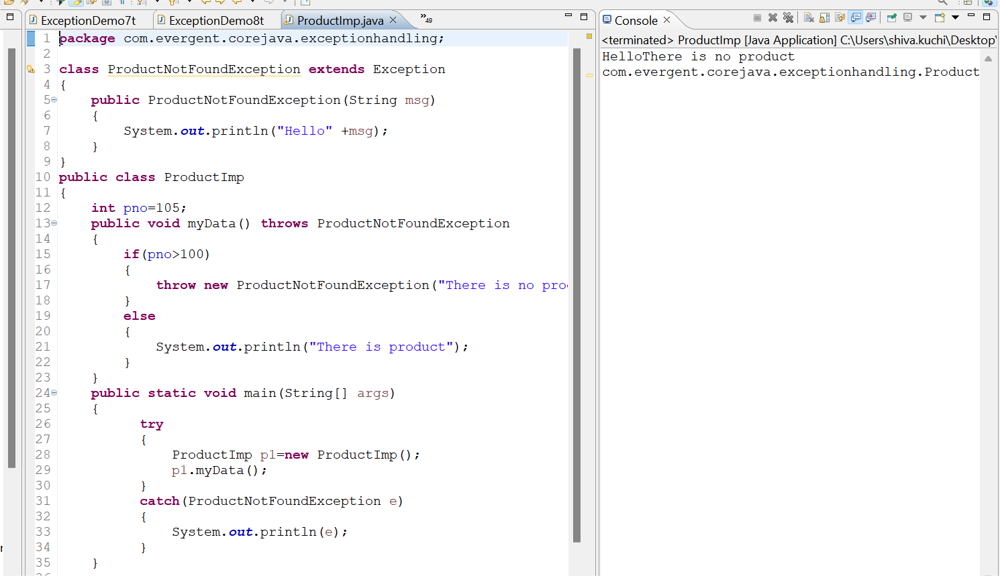 ExceptionDemo7t
ExceptionDemo8t
ProductImp.java
»49
1 package com.evergent.corejava.exceptionhandling;
2
3 class ProductNotFoundException extends Exception
4 {
5 public ProductNotFoundException(String msg)
6 {
7 System.out.println("Hello" +msg);
8 }
9 }
10 public class ProductImp
11 {
12 int pno=105;
13 public void myData() throws ProductNotFoundException
14 {
15 if(pno>100)
16 {
17 throw new ProductNotFoundException("There is no pro
18 }
19 else
20 {
21 System.out.println("There is product");
22 }
23 }
24 public static void main(String[] args)
25 {
26 try
27 {
28 ProductImp p1=new ProductImp();
29 p1.myData();
30 }
31 catch(ProductNotFoundException e)
32 {
33 System.out.println(e);
34 }
35 }
Console
<terminated> ProductImp [Java Application] C:\Users\shiva.kuchi\Desktop\
HelloThere is no product
com.evergent.corejava.exceptionhandling.Product